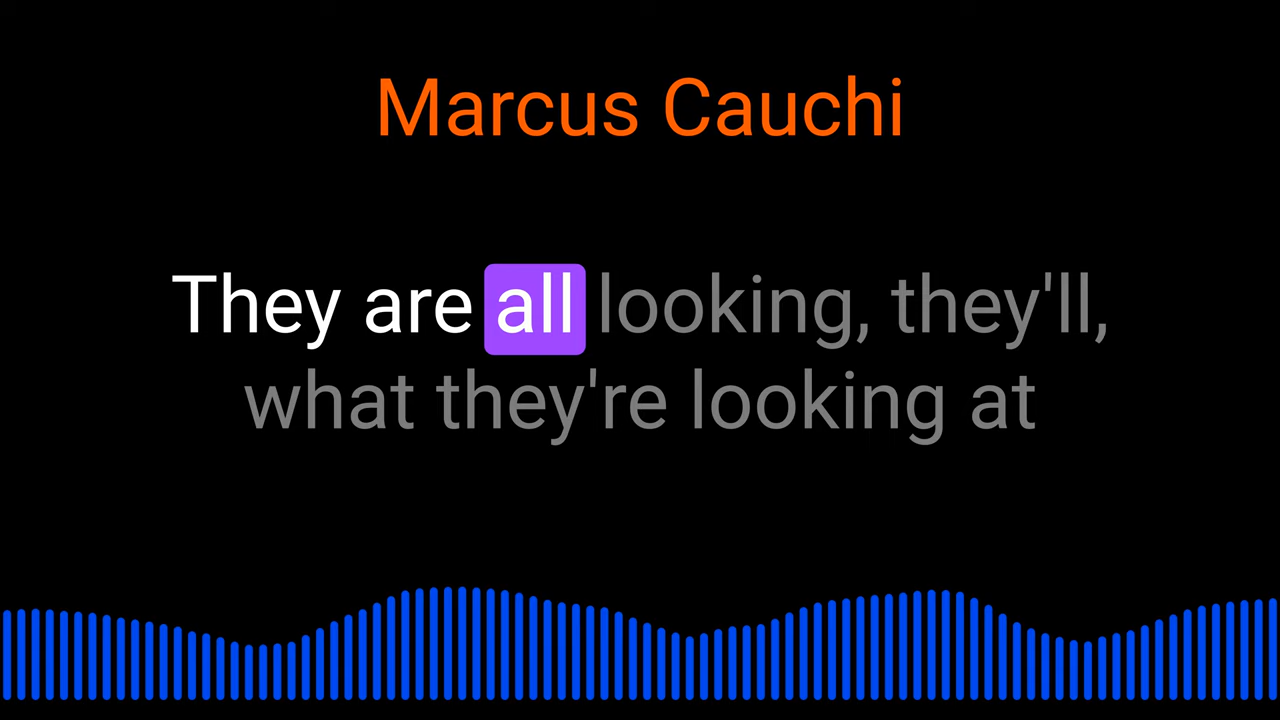 Marcus Cauchi
They are all looking, they'll,
what they're looking at